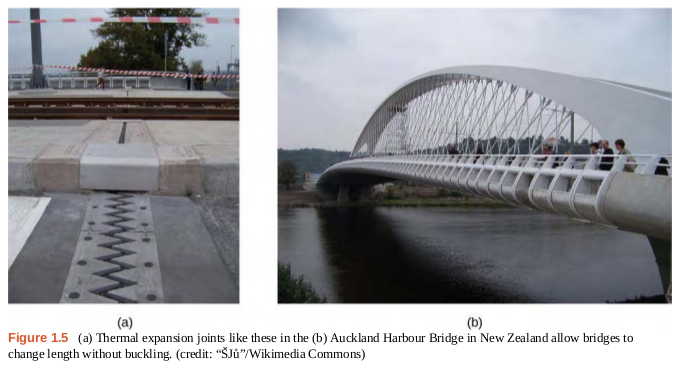 (a)
(b)
Figure 1.5 (a) Thermal expansion joints like these in the (b) Auckland Harbour Bridge in New Zealand allow bridges to
change length without buckling. (credit: “ŠJů”/Wikimedia Commons)